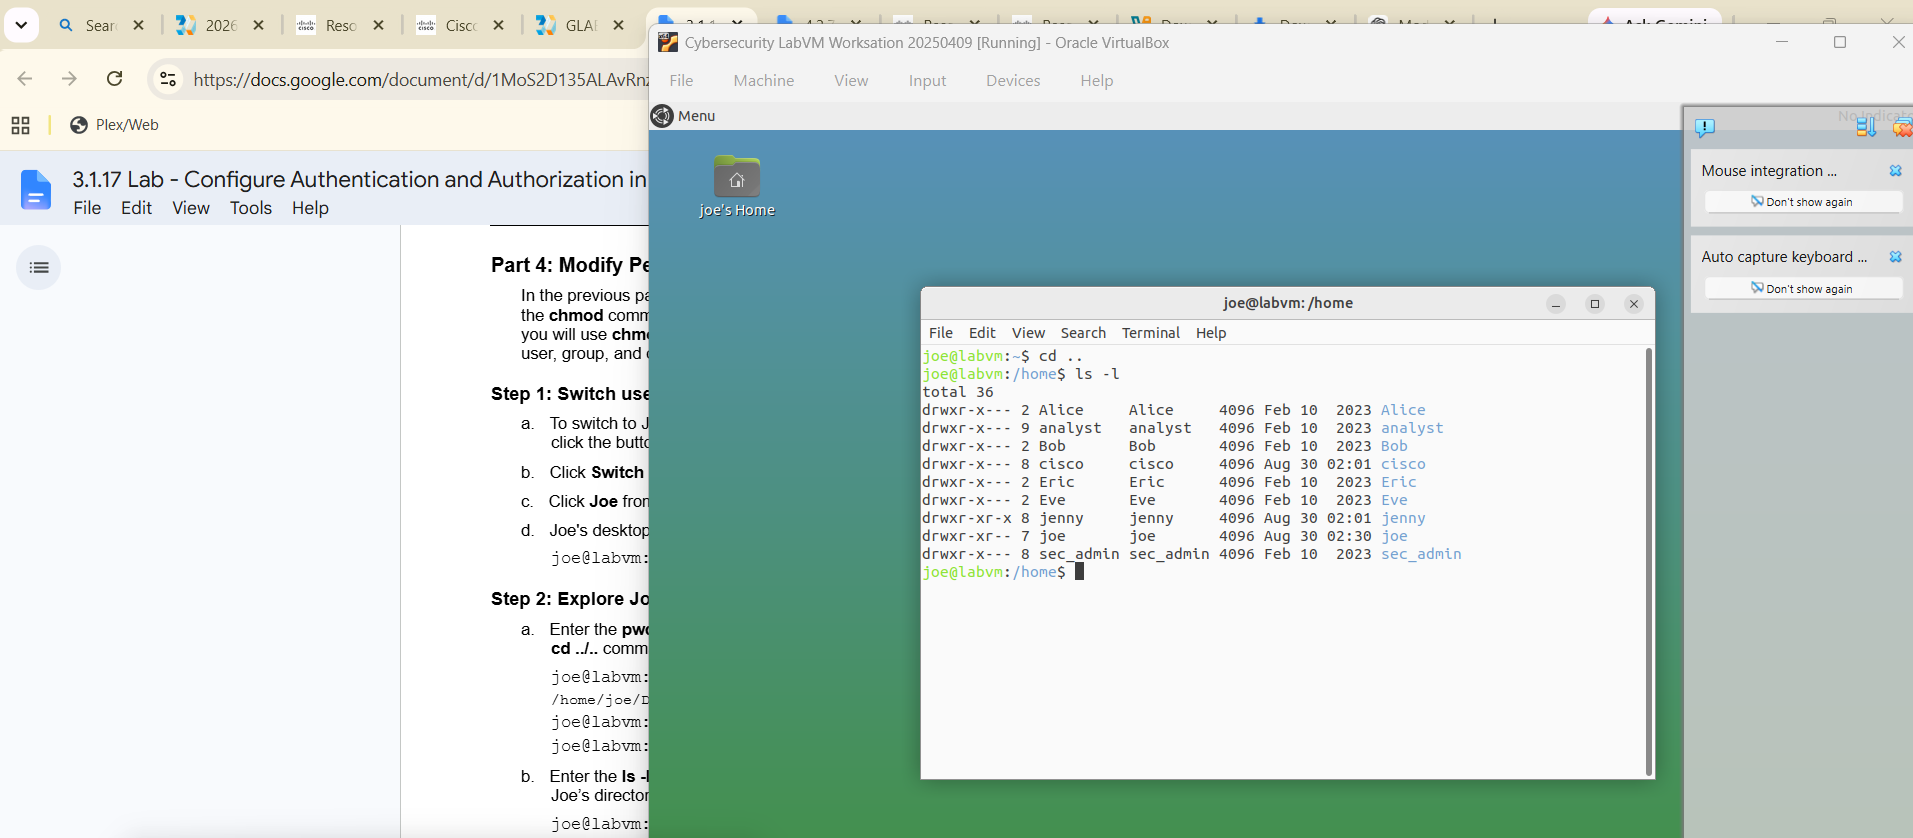 Sear
2026
Reso
Cisco
GLAB
https://docs.google.com/document/d/1MoS2D135ALAvRnz
Plex/Web
3.1.17 Lab - Configure Authentication and Authorization in
File Edit View Tools Help
Part 4: Modify Pe
In the previous pa
the chmod comm
you will use chmo
user, group, and o
Step 1: Switch use
a. To switch to J
click the butto
b. Click Switch
c. Click Joe from
d. Joe's desktop
joe@labvm:
Step 2: Explore Jo
a. Enter the pwd
cd ../.. comm
joe@labvm:
/home/joe/D
joe@labvm:
joe@labvm:
b. Enter the ls -l
Joe's director
joe@labvm:
Cybersecurity LabVM Worksation 20250409 [Running] - Oracle VirtualBox
File Machine View Input Devices Help
Menu
joe's Home
joe@labvm: /home
File Edit View Search Terminal Help
joe@labvm:~$ cd ..
joe@labvm:/home$ ls -l
total 36
drwxr-x--- 2 Alice Alice 4096 Feb 10 2023 Alice
drwxr-x--- 9 analyst analyst 4096 Feb 10 2023 analyst
drwxr-x--- 2 Bob Bob 4096 Feb 10 2023 Bob
drwxr-x--- 8 cisco cisco 4096 Aug 30 02:01 cisco
drwxr-x--- 2 Eric Eric 4096 Feb 10 2023 Eric
drwxr-x--- 2 Eve Eve 4096 Feb 10 2023 Eve
drwxr-xr-x 8 jenny jenny 4096 Aug 30 02:01 jenny
drwxr-xr-- 7 joe joe 4096 Aug 30 02:30 joe
drwxr-x--- 8 sec_admin sec_admin 4096 Feb 10 2023 sec_admin
joe@labvm:/home$
No Indicat
Mouse integration ...
Don't show again
Auto capture keyboard ...
Don't show again